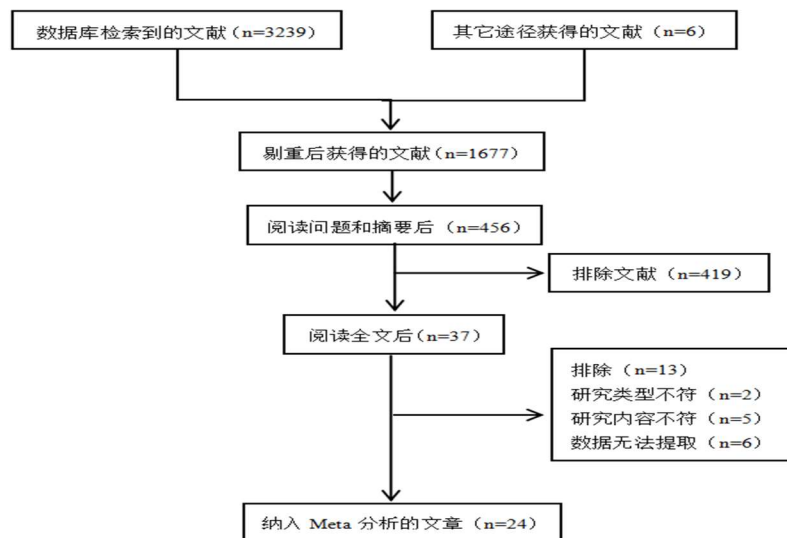 数据库检索到的文献（n=3239）
其它途径获得的文献（n=6）
剔重后获得的文献（n=1677）
阅读问题和摘要后（n=456）
排除文献（n=419）
阅读全文后（n=37）
排除（n=13）
研究类型不符（n=2）
研究内容不符（n=5）
数据无法提取（n=6）
纳入 Meta 分析的文章（n=24）